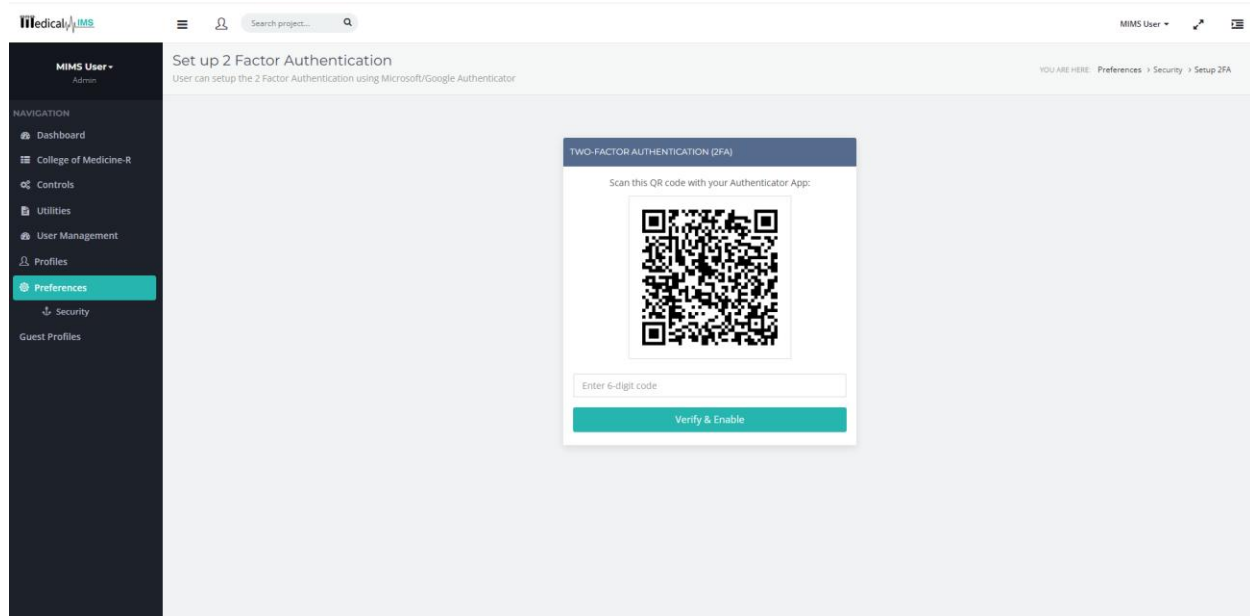 Medical IMS
Search project...
MIMS User
MIMS User
Admin
Set up 2 Factor Authentication
User can setup the 2 Factor Authentication using Microsoft/Google Authenticator
YOU ARE HERE: Preferences > Security > Setup 2FA
NAVIGATION
Dashboard
College of Medicine-R
Controls
Utilities
User Management
Profiles
Preferences
Security
Guest Profiles
TWO-FACTOR AUTHENTICATION (2FA)
Scan this QR code with your Authenticator App:
Enter 6-digit code
Verify & Enable